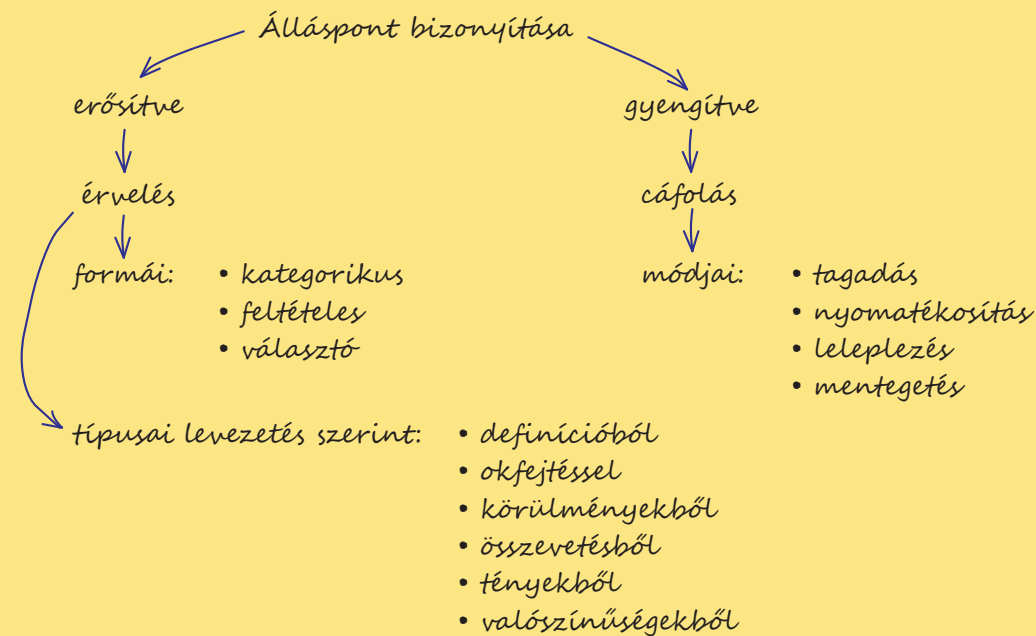 Álláspont bizonyítása
erősítve gyengítve
érvelés cáfolás
formái: • kategorikus módjai: • tagadás
• feltételes • nyomatékosítás
• választó • leleplezés
• mentegetés
típusai levezetés szerint: • definícióból
• okfejtéssel
• körülményekből
• összevetésből
• tényekből
• valószínűségekből